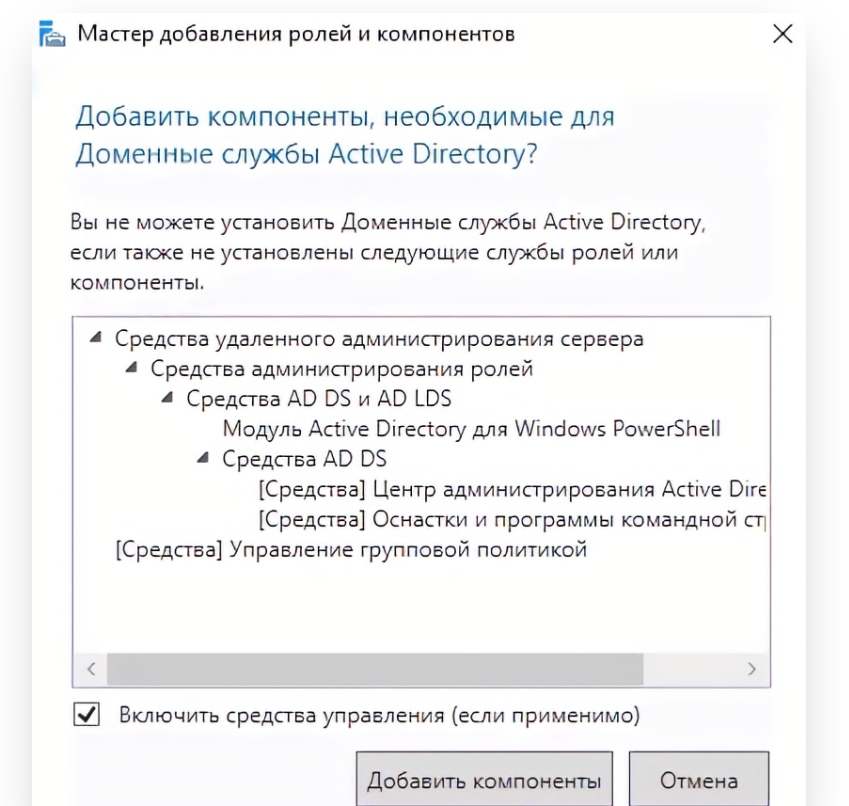 Мастер добавления ролей и компонентов
Добавить компоненты, необходимые для
Доменные службы Active Directory?
Вы не можете установить Доменные службы Active Directory,
если также не установлены следующие службы ролей или
компоненты.
Средства удаленного администрирования сервера
Средства администрирования ролей
Средства AD DS и AD LDS
Модуль Active Directory для Windows PowerShell
Средства AD DS
[Средства] Центр администрирования Active Dire
[Средства] Оснастки и программы командной ст
[Средства] Управление групповой политикой
Включить средства управления (если применимо)
Добавить компоненты
Отмена